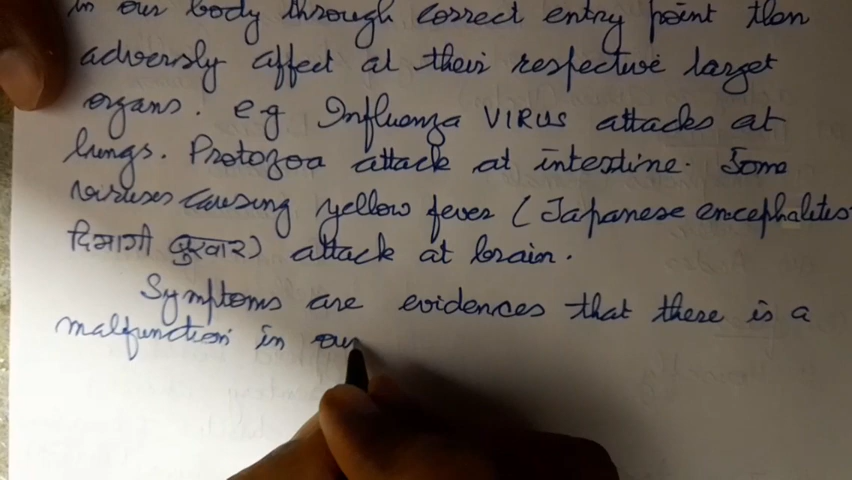 in our body through correct entry point then
adversly affect at their respective target
organs. e.g Influenza VIRUS attacks at
lungs. Protozoa attack at intestine. Some
viruses causing yellow fever (Japanese encephalites-
दिमागी बुखार) attack at brain.
Symptoms are evidences that there is a
malfunction in our